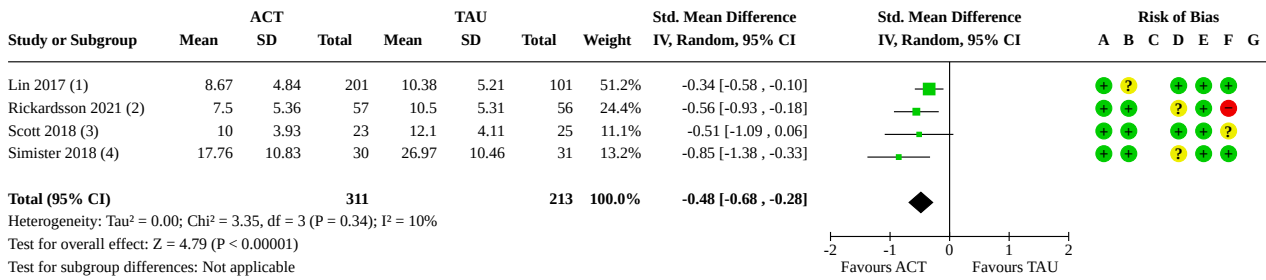 ACT TAU Std. Mean Difference Std. Mean Difference Risk of Bias
Study or Subgroup Mean SD Total Mean SD Total Weight IV, Random, 95% CI IV, Random, 95% CI A B C D E F G
Lin 2017 (1) 8.67 4.84 201 10.38 5.21 101 51.2% -0.34 [-0.58 , -0.10] + ? + + +
Rickardsson 2021 (2) 7.5 5.36 57 10.5 5.31 56 24.4% -0.56 [-0.93 , -0.18] + + ? + −
Scott 2018 (3) 10 3.93 23 12.1 4.11 25 11.1% -0.51 [-1.09 , 0.06] + + + + ?
Simister 2018 (4) 17.76 10.83 30 26.97 10.46 31 13.2% -0.85 [-1.38 , -0.33] + + ? + +
Total (95% CI) 311 213 100.0% -0.48 [-0.68 , -0.28]
Heterogeneity: Tau² = 0.00; Chi² = 3.35, df = 3 (P = 0.34); I² = 10%
Test for overall effect: Z = 4.79 (P < 0.00001)
-2 -1 0 1 2
Test for subgroup differences: Not applicable Favours ACT Favours TAU